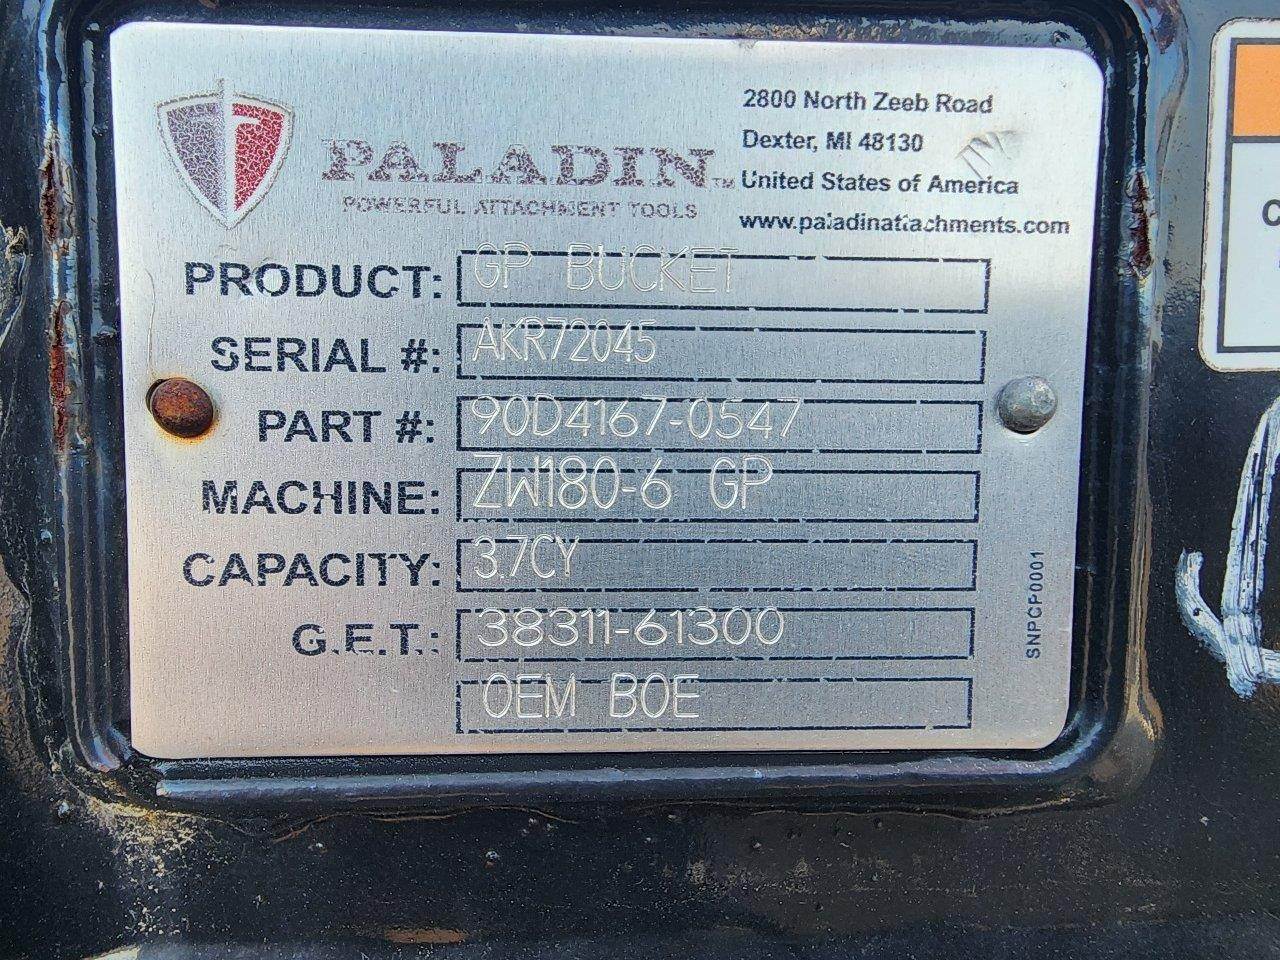 PALADIN™
POWERFUL ATTACHMENT TOOLS
2800 North Zeeb Road
Dexter, MI 48130
United States of America
www.paladinattachments.com
PRODUCT: GP BUCKET
SERIAL #: AKR72045
PART #: 90D4167-0547
MACHINE: ZW180-6 GP
CAPACITY: 3.7CY
G.E.T.: 38311-61300
OEM BOE
SNPCP0001